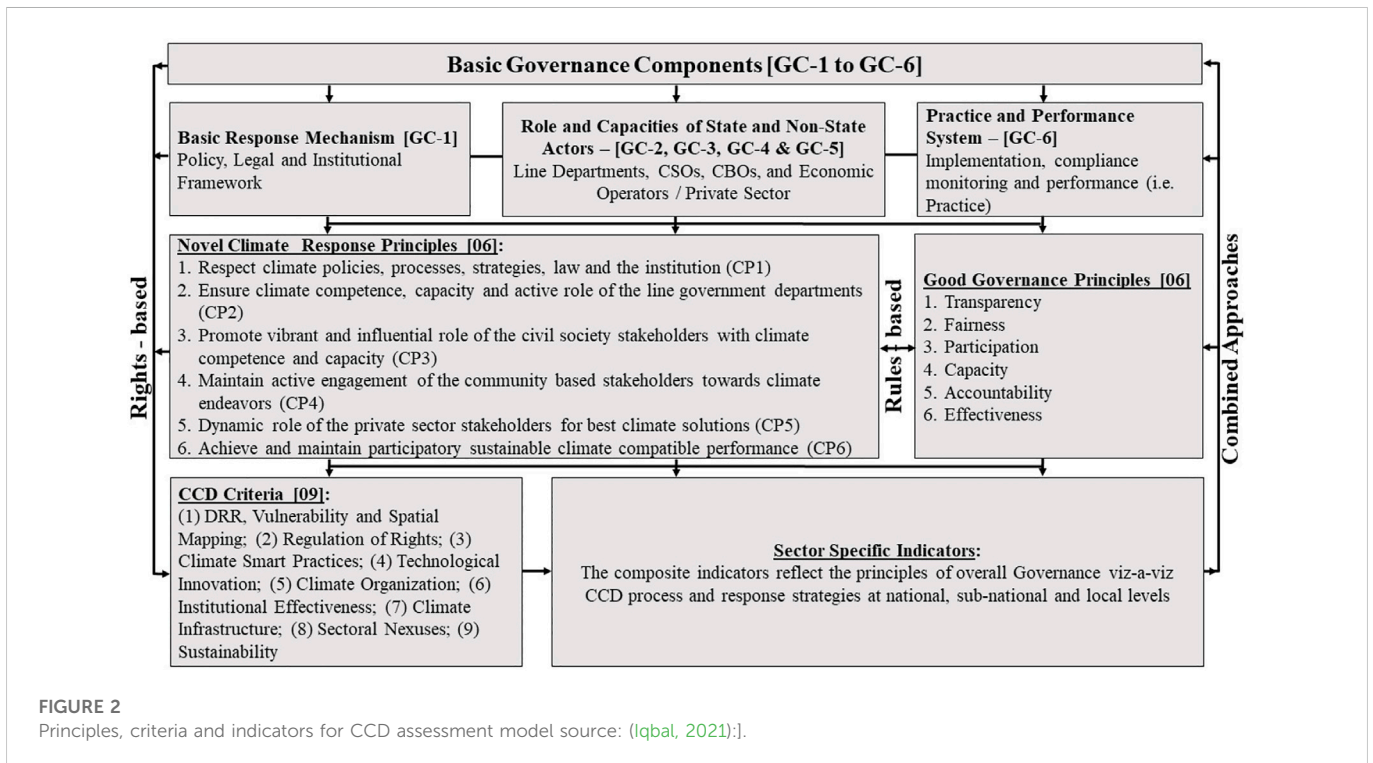 Basic Governance Components [GC-1 to GC-6]
Basic Response Mechanism [GC-1]
Policy, Legal and Institutional
Framework
Role and Capacities of State and Non-State
Actors – [GC-2, GC-3, GC-4 & GC-5]
Line Departments, CSOs, CBOs, and Economic
Operators / Private Sector
Practice and Performance
System – [GC-6]
Implementation, compliance
monitoring and performance (i.e.
Practice)
Rights - based
Novel Climate Response Principles [06]:
1. Respect climate policies, processes, strategies, law and the institution (CP1)
2. Ensure climate competence, capacity and active role of the line government departments
(CP2)
3. Promote vibrant and influential role of the civil society stakeholders with climate
competence and capacity (CP3)
4. Maintain active engagement of the community based stakeholders towards climate
endeavors (CP4)
5. Dynamic role of the private sector stakeholders for best climate solutions (CP5)
6. Achieve and maintain participatory sustainable climate compatible performance (CP6)
Rules - based
Good Governance Principles [06]
1. Transparency
2. Fairness
3. Participation
4. Capacity
5. Accountability
6. Effectiveness
Combined Approaches
CCD Criteria [09]:
(1) DRR, Vulnerability and Spatial
Mapping; (2) Regulation of Rights; (3)
Climate Smart Practices; (4) Technological
Innovation; (5) Climate Organization; (6)
Institutional Effectiveness; (7) Climate
Infrastructure; (8) Sectoral Nexuses; (9)
Sustainability
Sector Specific Indicators:
The composite indicators reflect the principles of overall Governance viz-a-viz
CCD process and response strategies at national, sub-national and local levels
FIGURE 2
Principles, criteria and indicators for CCD assessment model source: (Iqbal, 2021):].